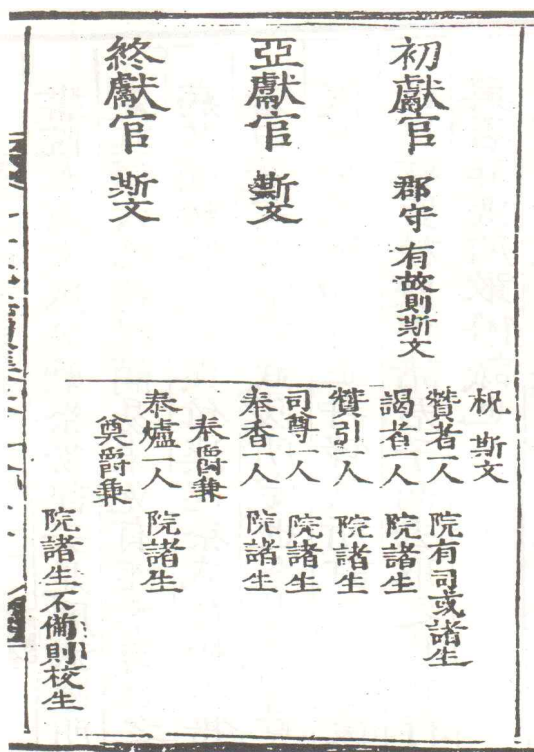 初獻官 郡守 有故則斯文
亞獻官 斯文
終獻官 斯文
祝 斯文
贊者一人 院有司或諸生
謁者一人 院諸生
贊引一人 院諸生
司尊一人 院諸生
奉香一人 院諸生
奉爵兼
奉爐一人 院諸生
奠爵兼
院諸生不備則校生